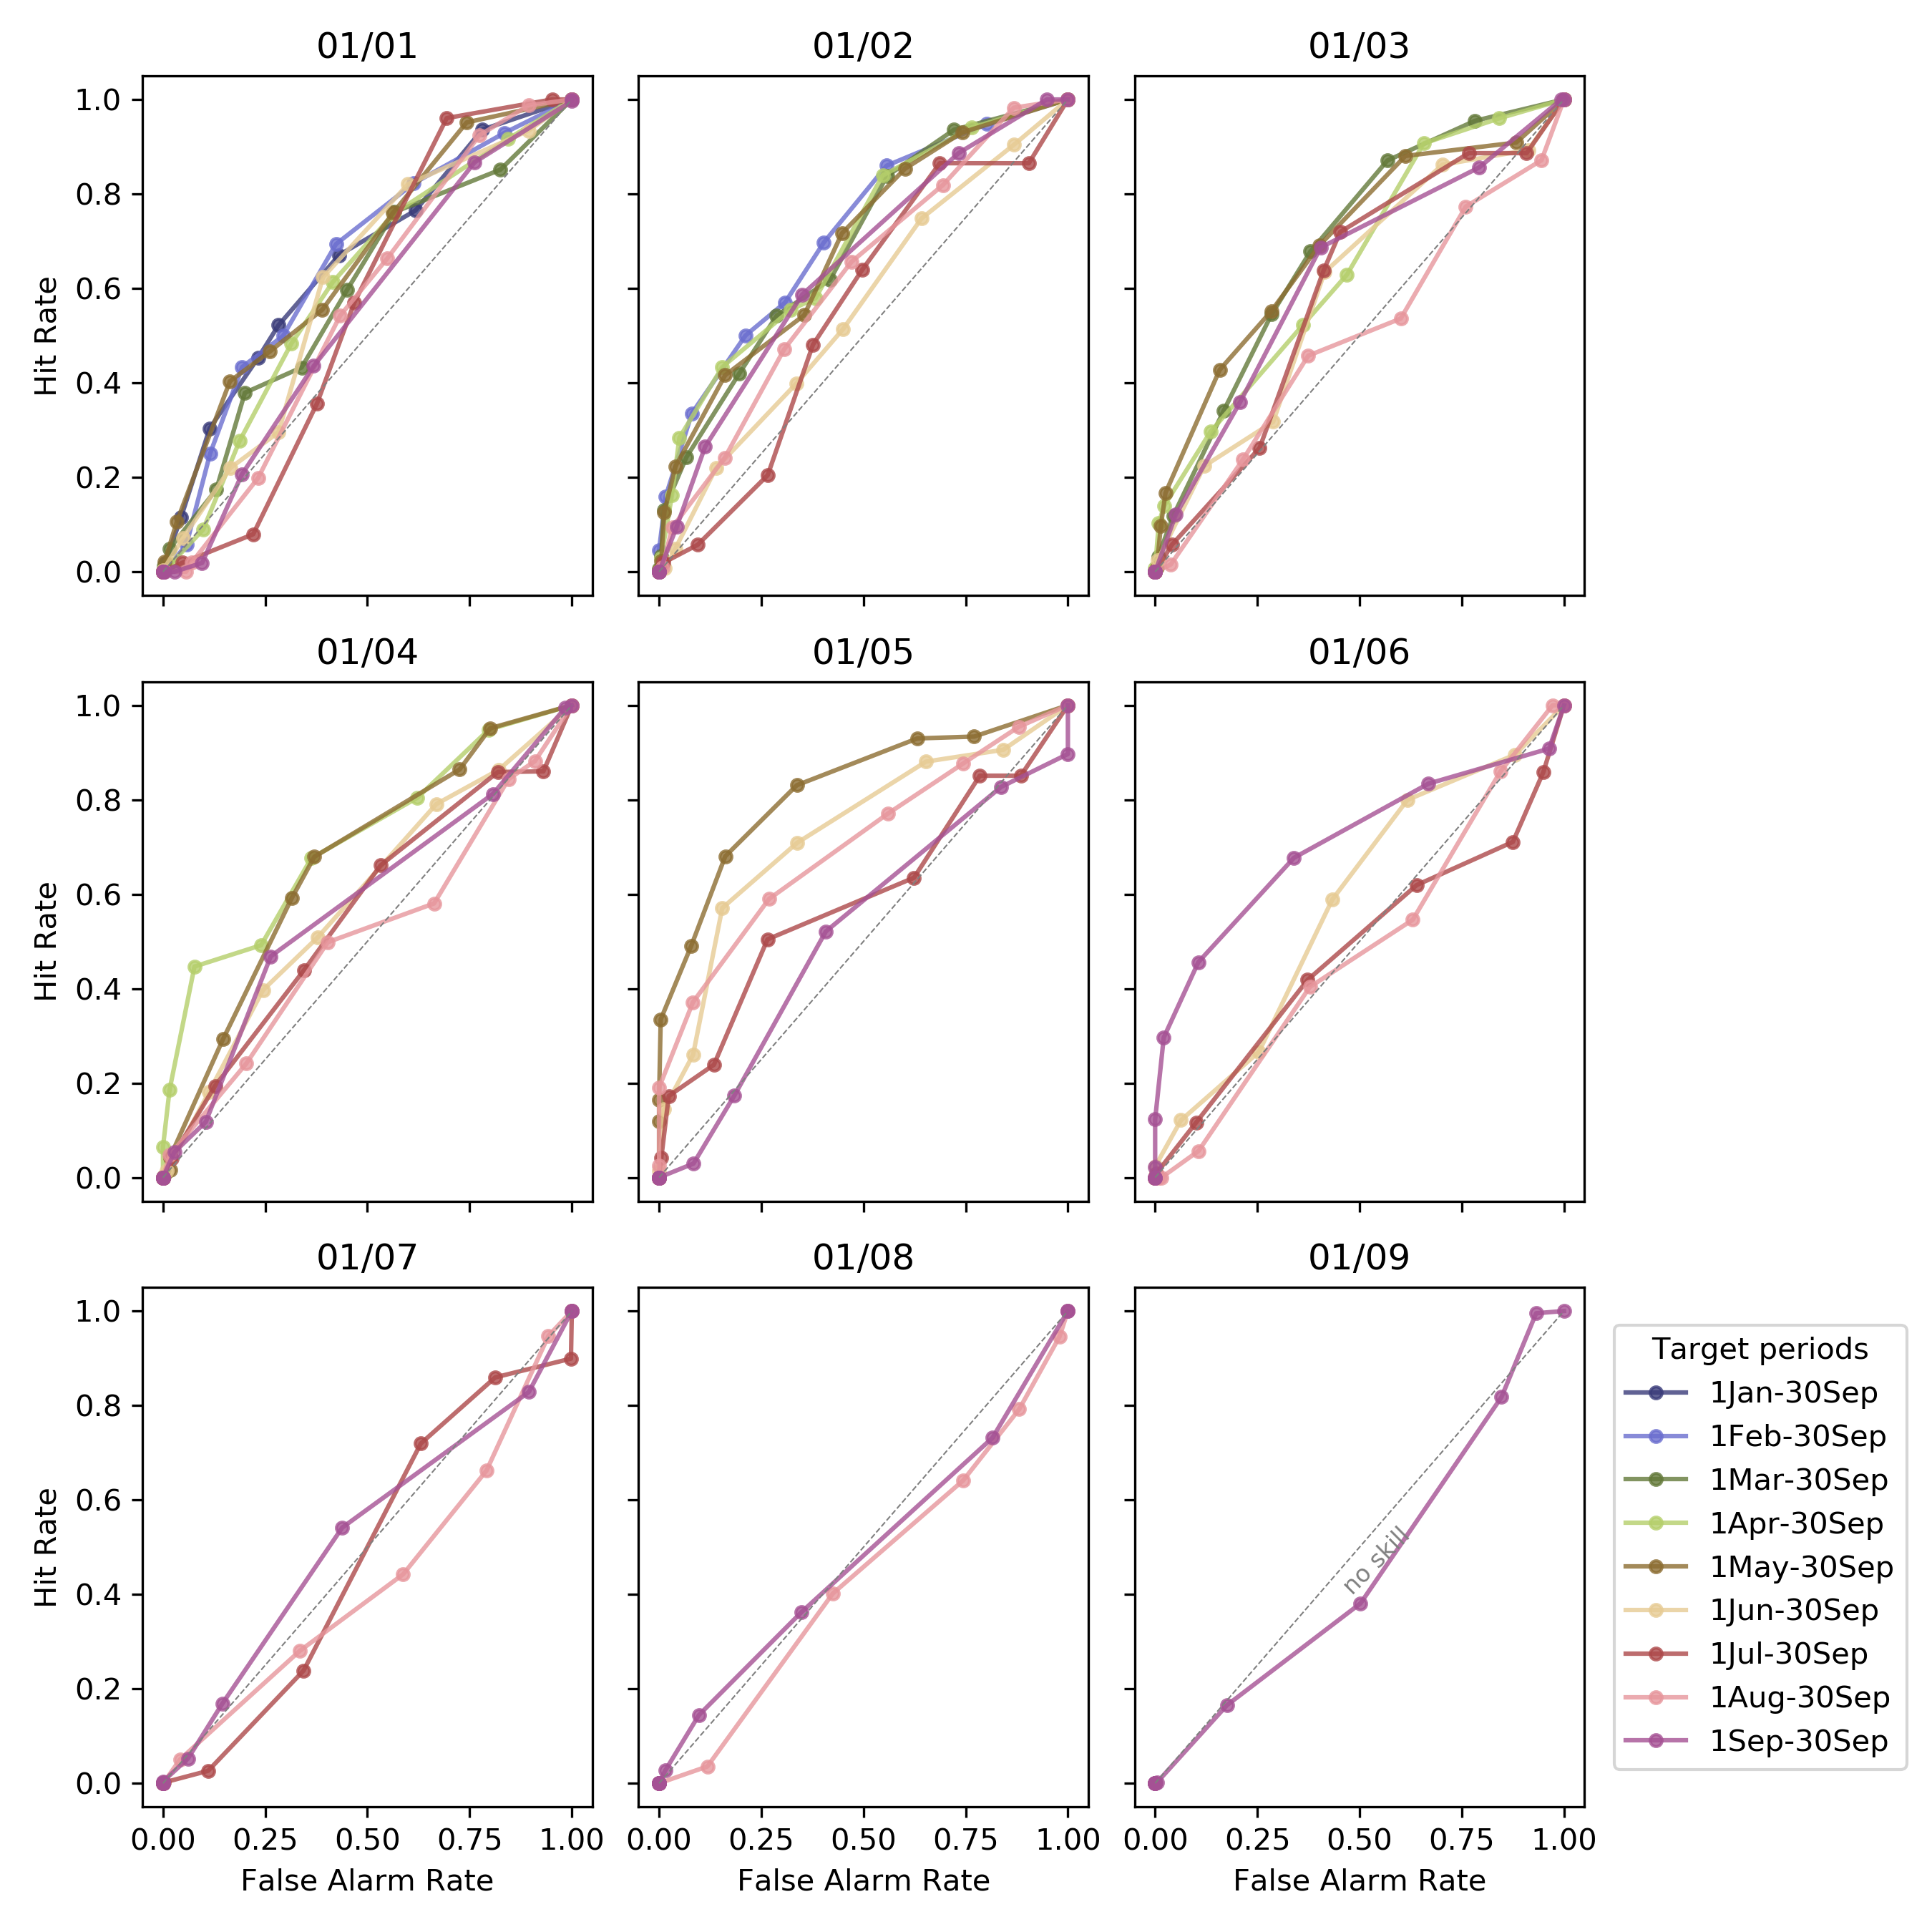 01/01
01/02
01/03
1.0
0.8
0.6
0.4
0.2
0.0
Hit Rate
01/04
01/05
01/06
1.0
0.8
0.6
0.4
0.2
0.0
Hit Rate
01/07
01/08
01/09
1.0
0.8
0.6
0.4
0.2
0.0
Hit Rate
no skill
0.00 0.25 0.50 0.75 1.00
0.00 0.25 0.50 0.75 1.00
0.00 0.25 0.50 0.75 1.00
False Alarm Rate
False Alarm Rate
False Alarm Rate
Target periods
1Jan-30Sep
1Feb-30Sep
1Mar-30Sep
1Apr-30Sep
1May-30Sep
1Jun-30Sep
1Jul-30Sep
1Aug-30Sep
1Sep-30Sep